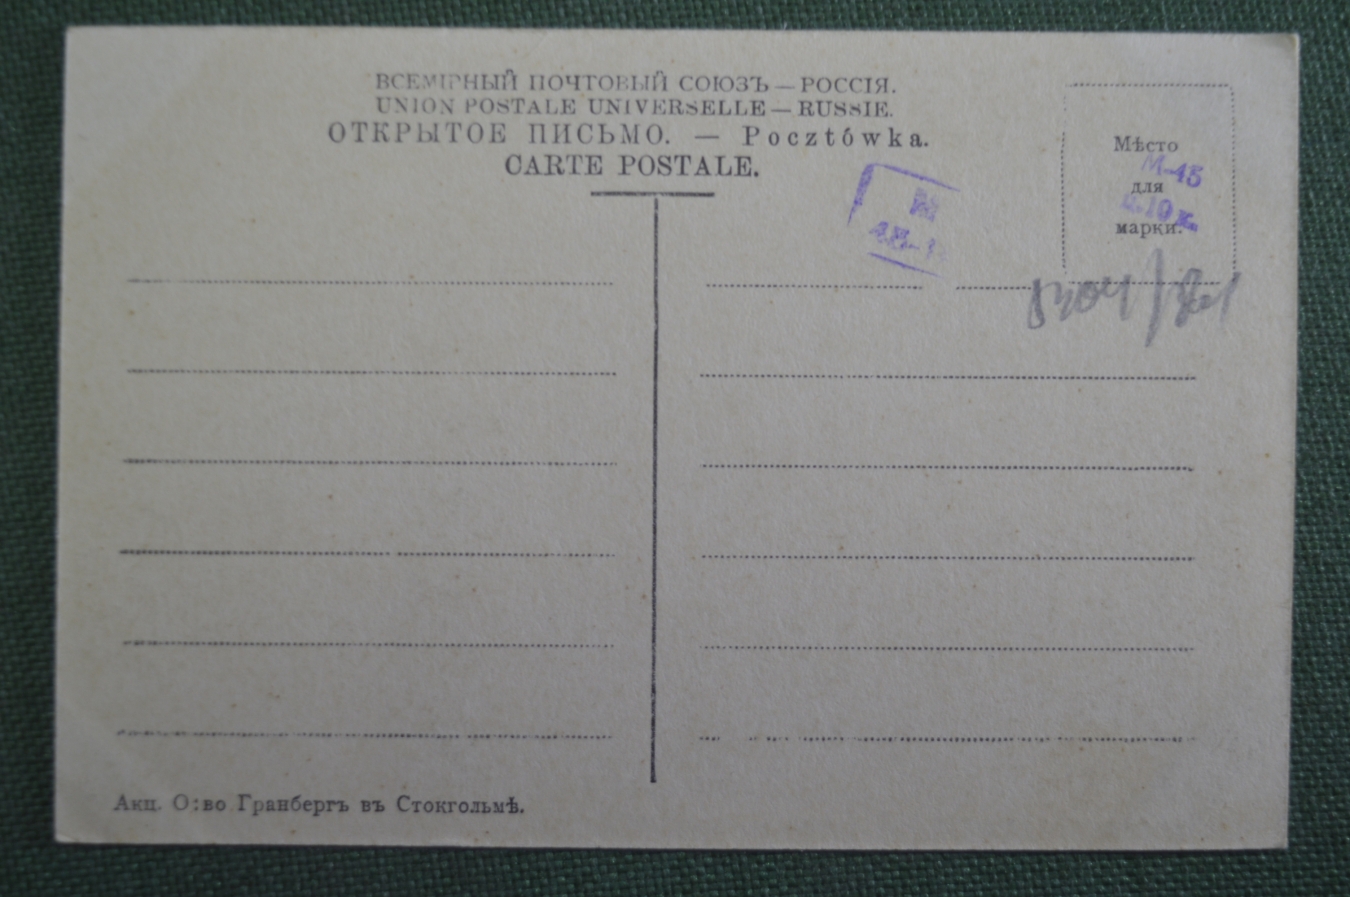 ВСЕМІРНЫЙ ПОЧТОВЫЙ СОЮЗЪ — РОССІЯ.
UNION POSTALE UNIVERSELLE — RUSSIE.
ОТКРЫТОЕ ПИСЬМО. — Pocztówka.
CARTE POSTALE.
Мѣсто
М-45
для
ц.10к.
марки.
Акц. О:во Гранбергъ въ Стокгольмѣ.